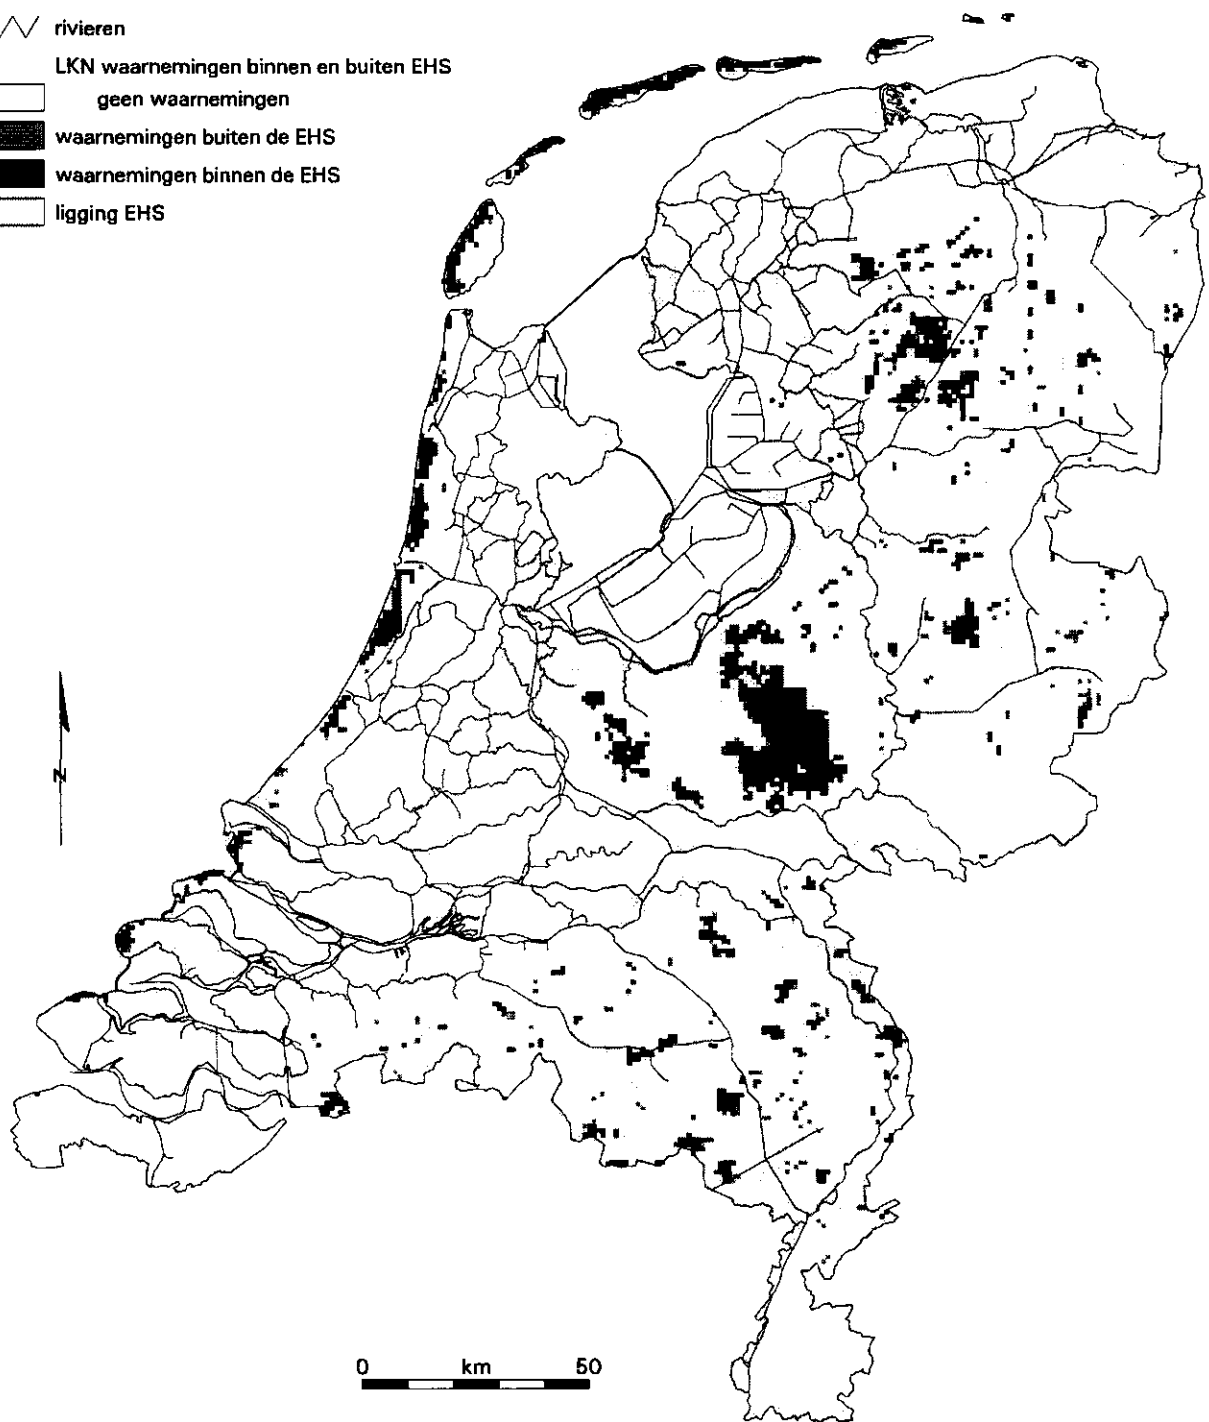 rivieren
LKN waarnemingen binnen en buiten EHS
geen waarnemingen
waarnemingen buiten de EHS
waarnemingen binnen de EHS
ligging EHS
N
0 km 50